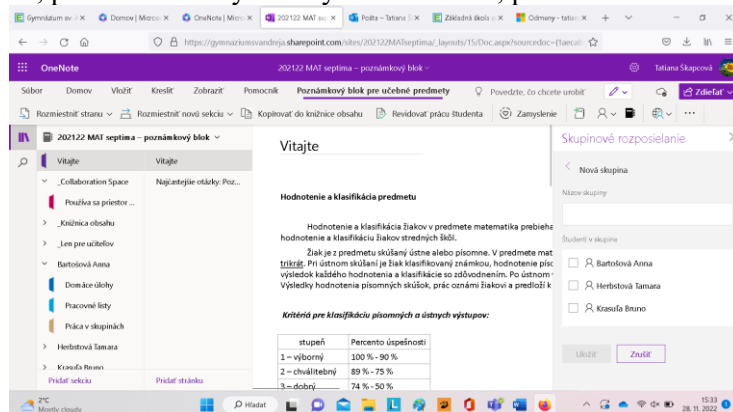 Gymnázium sv
Domov | Micros
OneNote | Micro
202122 MAT sep
Pošta – Tatiana S
Základná škola
Odmeny - tatian
https://gymnaziumsvandreja.sharepoint.com/sites/202122MATseptima/_layouts/15/Doc.aspx?sourcedoc={1aecal
OneNote
202122 MAT septima – poznámkový blok
Tatiana Skapcová
Súbor Domov Vložiť Kresliť Zobraziť Pomocník Poznámkový blok pre učebné predmety Povedzte, čo chcete urobiť Zdieľať
Rozmiestniť stranu Rozmiestniť novú sekciu Kopírovať do knižnice obsahu Revidovať prácu študenta Zamyslenie
202122 MAT septima – poznámkový blok
Vitajte
_Collaboration Space
Používa sa priestor ...
_Knižnica obsahu
_Len pre učiteľov
Bartošová Anna
Domáce úlohy
Pracovné listy
Práca v skupinách
Herbstová Tamara
Krasuľa Bruno
Pridať sekciu
Vitajte
Najčastejšie otázky: Poz...
Pridať stránku
Vitajte
Hodnotenie a klasifikácia predmetu
Hodnotenie a klasifikácia žiakov v predmete matematika prebieha
hodnotenie a klasifikáciu žiakov stredných škôl.
Žiak je z predmetu skúšaný ústne alebo písomne. V predmete mat
trikrát. Pri ústnom skúšaní je žiak klasifikovaný známkou, hodnotenie písc
výsledok každého hodnotenia a klasifikácie so zdôvodnením. Po ústnom
Výsledky hodnotenia písomných skúšok, prác oznámi žiakovi a predloží k
Kritériá pre klasifikáciu písomných a ústnych výstupov:
stupeň Percento úspešnosti
1 – výborný 100 % - 90 %
2 – chválitebný 89 % - 75 %
3 – dobrý 74 % - 50 %
Skupinové rozposielanie
Nová skupina
Názov skupiny
Študenti v skupine
Bartošová Anna
Herbstová Tamara
Krasuľa Bruno
Uložiť Zrušiť
2°C
Mostly cloudy
Hľadať
15:33
28. 11. 2022